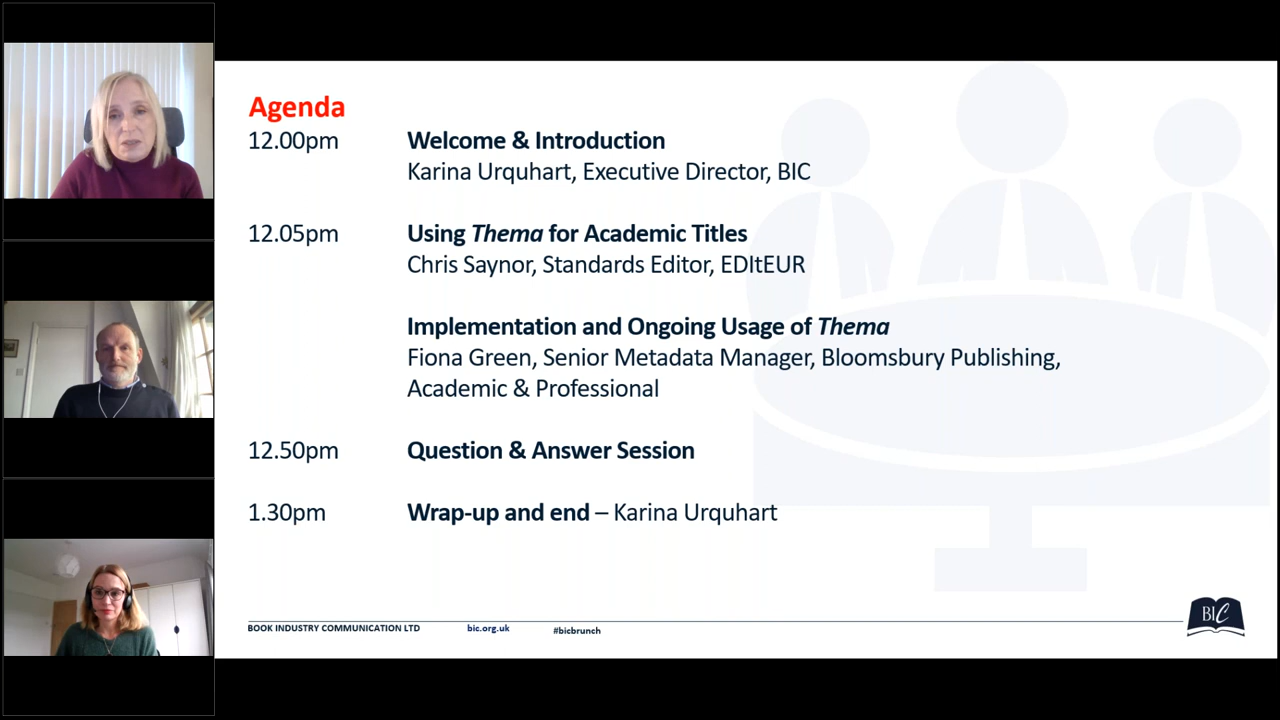 Agenda
12.00pm Welcome & Introduction
Karina Urquhart, Executive Director, BIC
12.05pm Using Thema for Academic Titles
Chris Saynor, Standards Editor, EDItEUR
Implementation and Ongoing Usage of Thema
Fiona Green, Senior Metadata Manager, Bloomsbury Publishing,
Academic & Professional
12.50pm Question & Answer Session
1.30pm Wrap-up and end – Karina Urquhart
BOOK INDUSTRY COMMUNICATION LTD bic.org.uk #bicbrunch
BIC